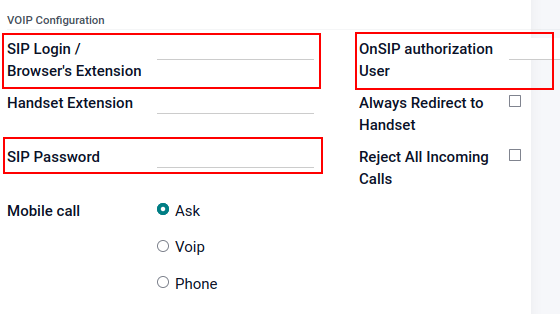 VOIP Configuration
SIP Login /
Browser's Extension
OnSIP authorization
User
Handset Extension
Always Redirect to
Handset
SIP Password
Reject All Incoming
Calls
Mobile call
Ask
Voip
Phone